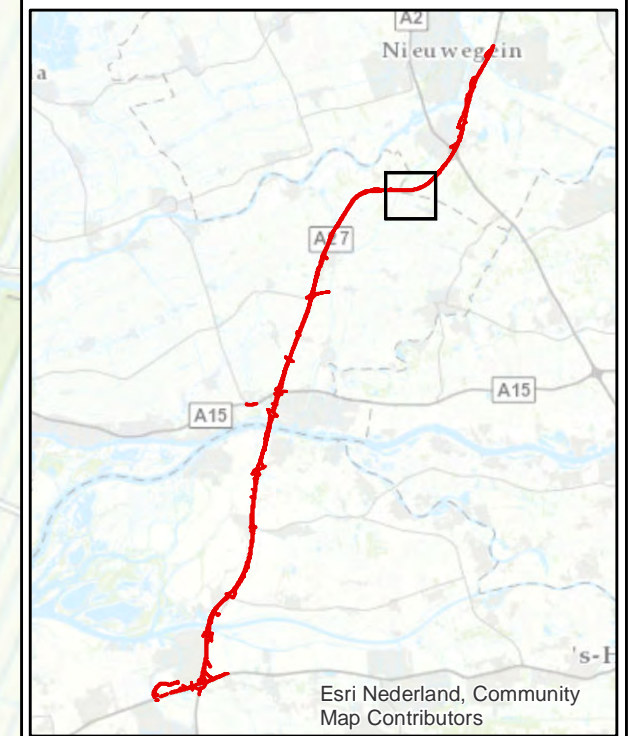 A2
Nieuwegein
a
A27
A15
A15
's-H
Esri Nederland, Community
Map Contributors